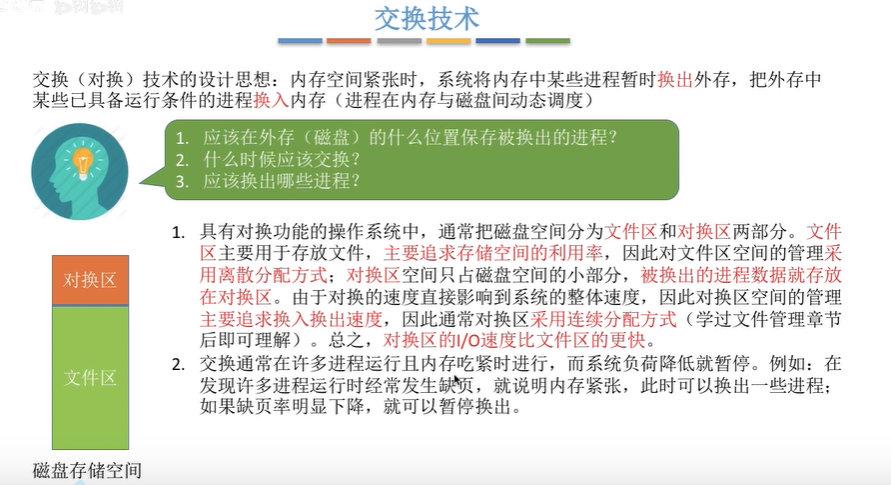 交换技术
交换（对换）技术的设计思想：内存空间紧张时，系统将内存中某些进程暂时换出外存，把外存中
某些已具备运行条件的进程换入内存（进程在内存与磁盘间动态调度）
1. 应该在外存（磁盘）的什么位置保存被换出的进程？
2. 什么时候应该交换？
3. 应该换出哪些进程？
1. 具有对换功能的操作系统中，通常把磁盘空间分为文件区和对换区两部分。文件
区主要用于存放文件，主要追求存储空间的利用率，因此对文件区空间的管理采
用离散分配方式；对换区空间只占磁盘空间的小部分，被换出的进程数据就存放
在对换区。由于对换的速度直接影响到系统的整体速度，因此对换区空间的管理
主要追求换入换出速度，因此通常对换区采用连续分配方式（学过文件管理章节
后即可理解）。总之，对换区的I/O速度比文件区的更快。
2. 交换通常在许多进程运行且内存吃紧时进行，而系统负荷降低就暂停。例如：在
发现许多进程运行时经常发生缺页，就说明内存紧张，此时可以换出一些进程；
如果缺页率明显下降，就可以暂停换出。
对换区
文件区
磁盘存储空间